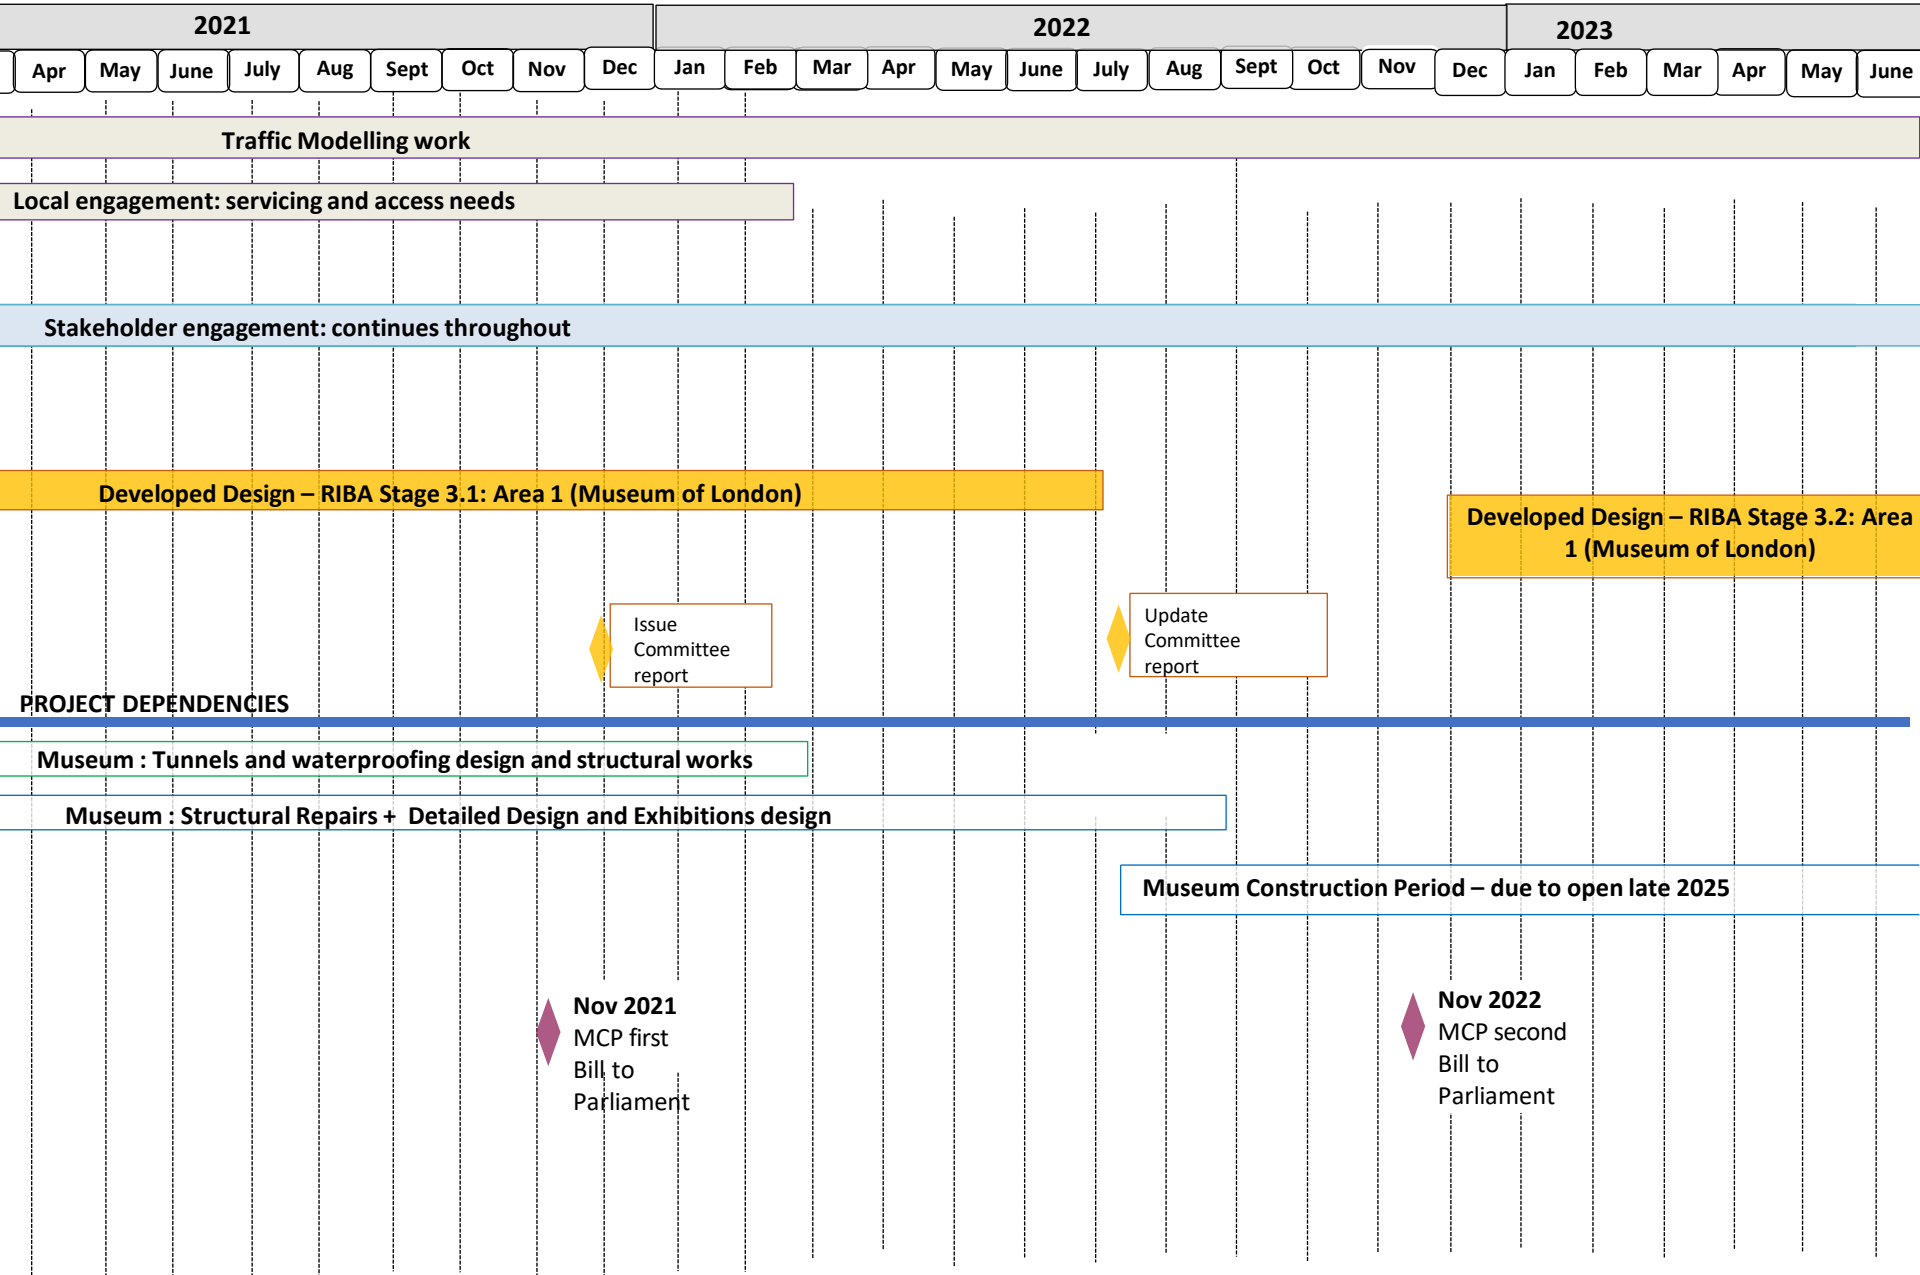 2021 2022 2023
Apr May June July Aug Sept Oct Nov Dec Jan Feb Mar Apr May June July Aug Sept Oct Nov Dec Jan Feb Mar Apr May June
Traffic Modelling work
Local engagement: servicing and access needs
Stakeholder engagement: continues throughout
Developed Design – RIBA Stage 3.1: Area 1 (Museum of London)
Developed Design – RIBA Stage 3.2: Area
1 (Museum of London)
Issue
Committee
report
Update
Committee
report
PROJECT DEPENDENCIES
Museum : Tunnels and waterproofing design and structural works
Museum : Structural Repairs + Detailed Design and Exhibitions design
Museum Construction Period – due to open late 2025
Nov 2021
MCP first
Bill to
Parliament
Nov 2022
MCP second
Bill to
Parliament